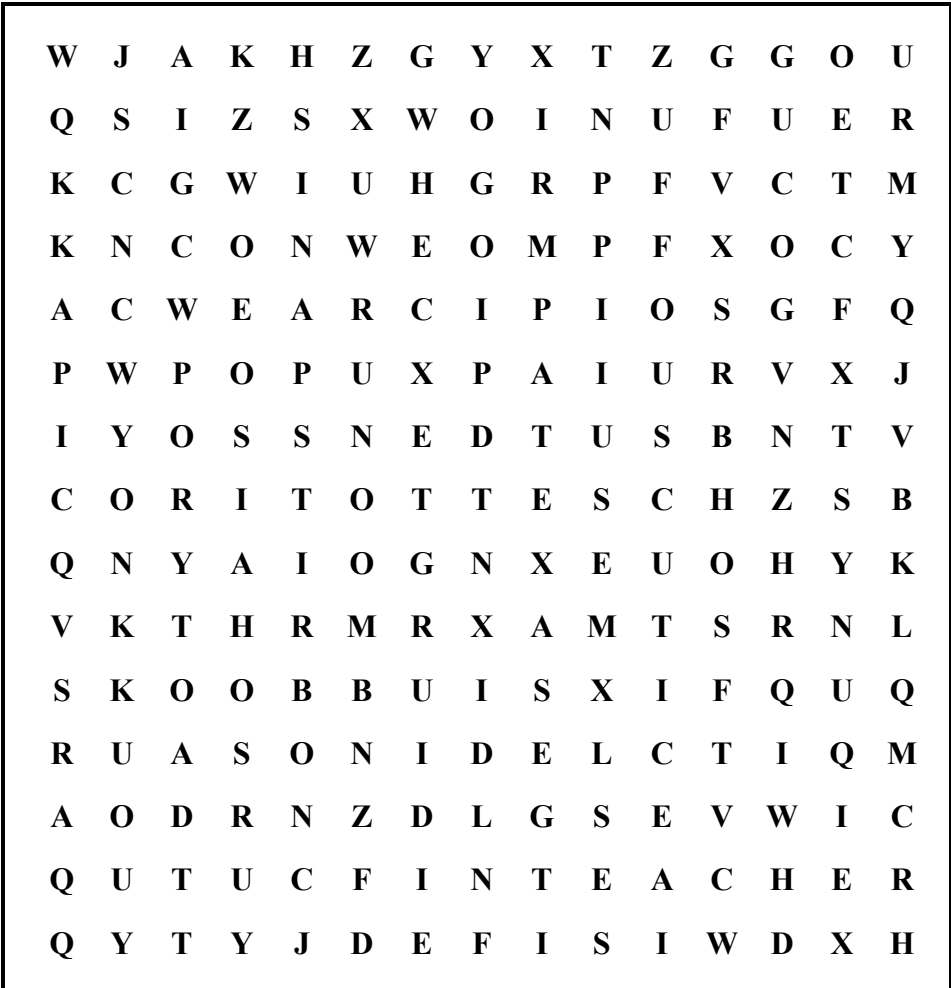 W J A K H Z G Y X T Z G G O U
Q S I Z S X W O I N U F U E R
K C G W I U H G R P F V C T M
K N C O N W E O M P F X O C Y
A C W E A R C I P I O S G F Q
P W P O P U X P A I U R V X J
I Y O S S N E D T U S B N T V
C O R I T O T T E S C H Z S B
Q N Y A I O G N X E U O H Y K
V K T H R M R X A M T S R N L
S K O O B B U I S X I F Q U Q
R U A S O N I D E L C T I Q M
A O D R N Z D L G S E V W I C
Q U T U C F I N T E A C H E R
Q Y T Y J D E F I S I W D X H